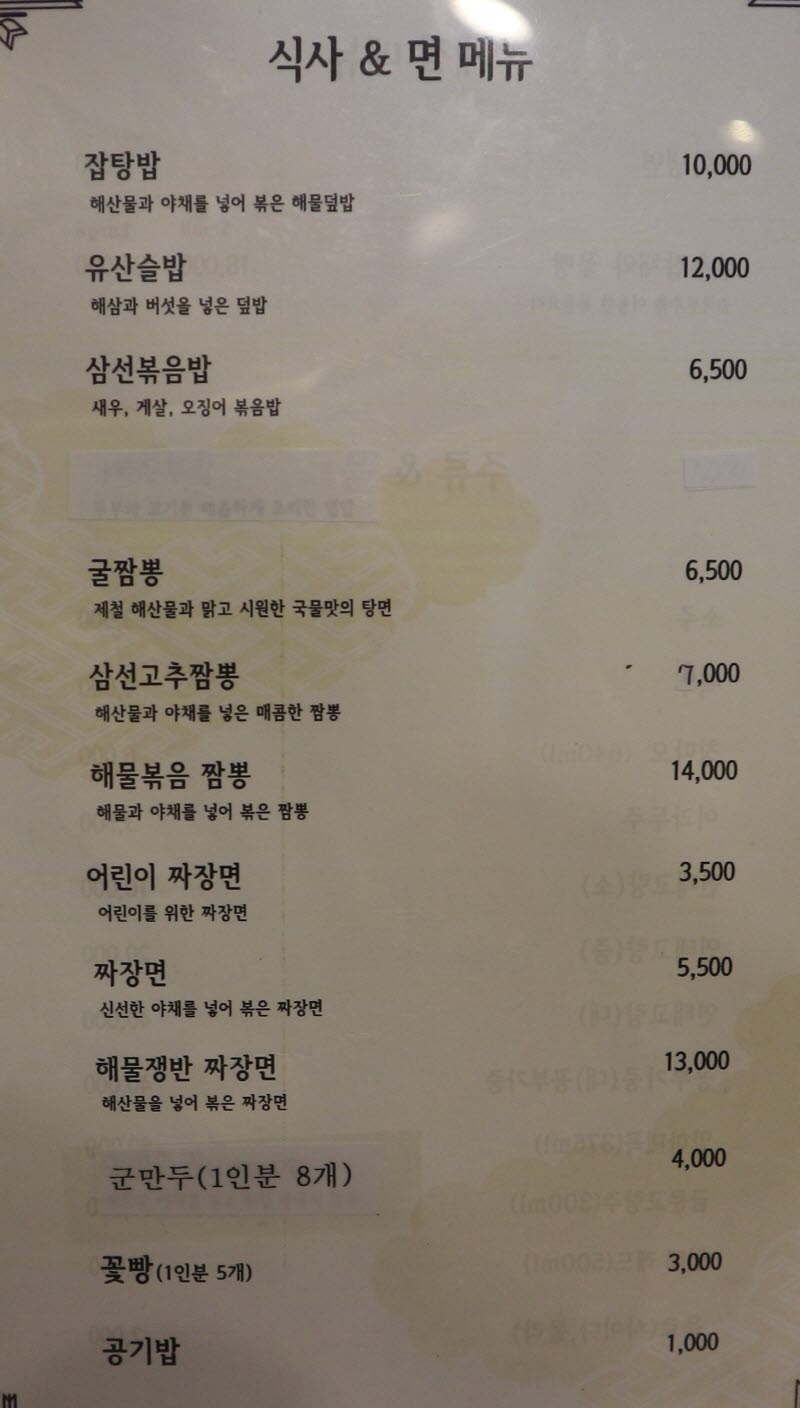 식사 & 면 메뉴
잡탕밥 10,000
해산물과 야채를 넣어 볶은 해물덮밥
유산슬밥 12,000
해삼과 버섯을 넣은 덮밥
삼선볶음밥 6,500
새우, 게살, 오징어 볶음밥
굴짬뽕 6,500
제철 해산물과 맑고 시원한 국물맛의 탕면
삼선고추짬뽕 7,000
해산물과 야채를 넣은 매콤한 짬뽕
해물볶음 짬뽕 14,000
해물과 야채를 넣어 볶은 짬뽕
어린이 짜장면 3,500
어린이를 위한 짜장면
짜장면 5,500
신선한 야채를 넣어 볶은 짜장면
해물쟁반 짜장면 13,000
해산물을 넣어 볶은 짜장면
군만두(1인분 8개) 4,000
꽃빵(1인분 5개) 3,000
공기밥 1,000